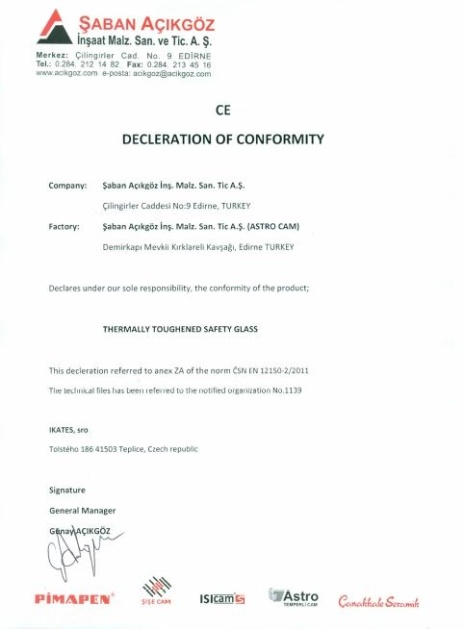 ŞABAN AÇIKGÖZ
İnşaat Malz. San. ve Tic. A. Ş.
Merkez: Çilingirler Cad. No. 9 EDİRNE
Tel.: 0.284. 212 14 82 Fax: 0.284. 213 45 16
www.acikgoz.com e-posta: acikgoz@acikgoz.com
CE
DECLERATION OF CONFORMITY
Company: Şaban Açıkgöz İnş. Malz. San. Tic A.Ş.
Çilingirler Caddesi No:9 Edirne, TURKEY
Factory: Şaban Açıkgöz İnş. Malz. San. Tic A.Ş. (ASTRO CAM)
Demirkapı Mevkii Kırklareli Kavşağı, Edirne TURKEY
Declares under our sole responsibility, the conformity of the product;
THERMALLY TOUGHENED SAFETY GLASS
This declaration referred to anex ZA of the norm ČSN EN 12150-2/2011
The technical files has been referred to the notified organization No.1139
IKATES, sro
Tolstého 186 41503 Teplice, Czech republic
Signature
General Manager
Günay AÇIKGÖZ
PİMAPEN ŞİŞE CAM ISIcam S Astro Çanakkale Seramik
TEMPERLİ CAM